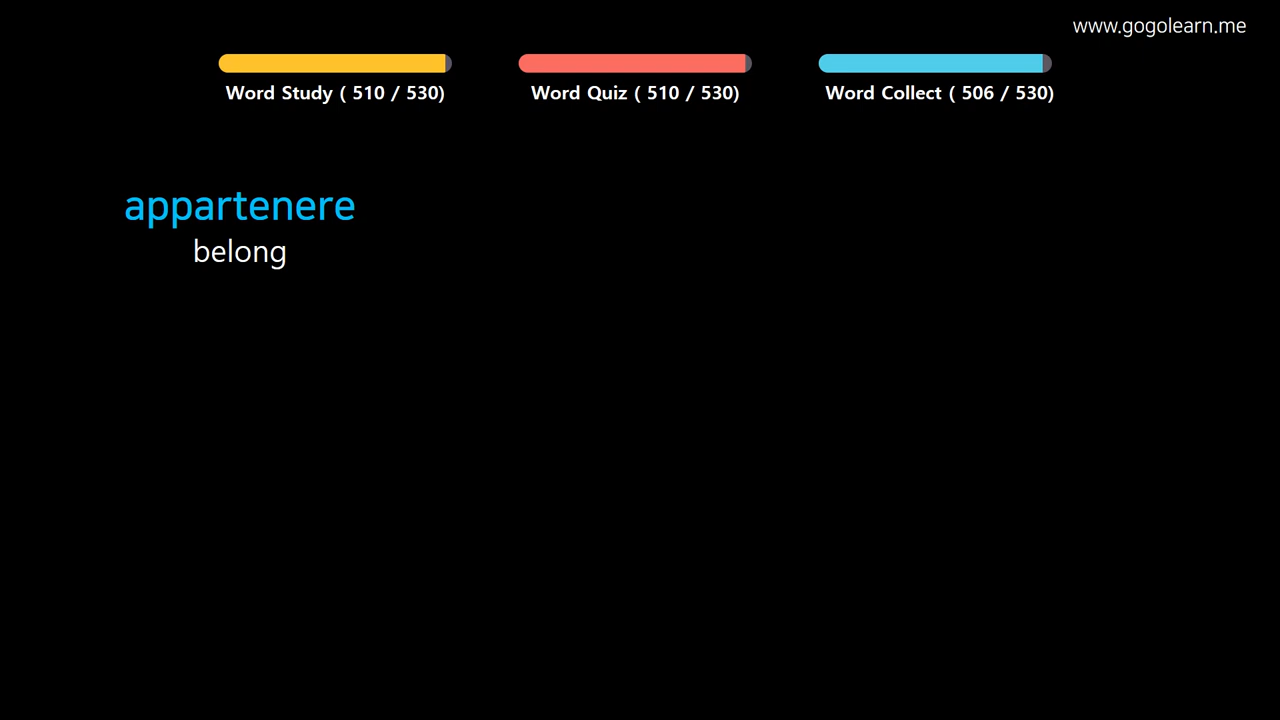 www.gogolearn.me
Word Study ( 510 / 530)
Word Quiz ( 510 / 530)
Word Collect ( 506 / 530)
appartenere
belong